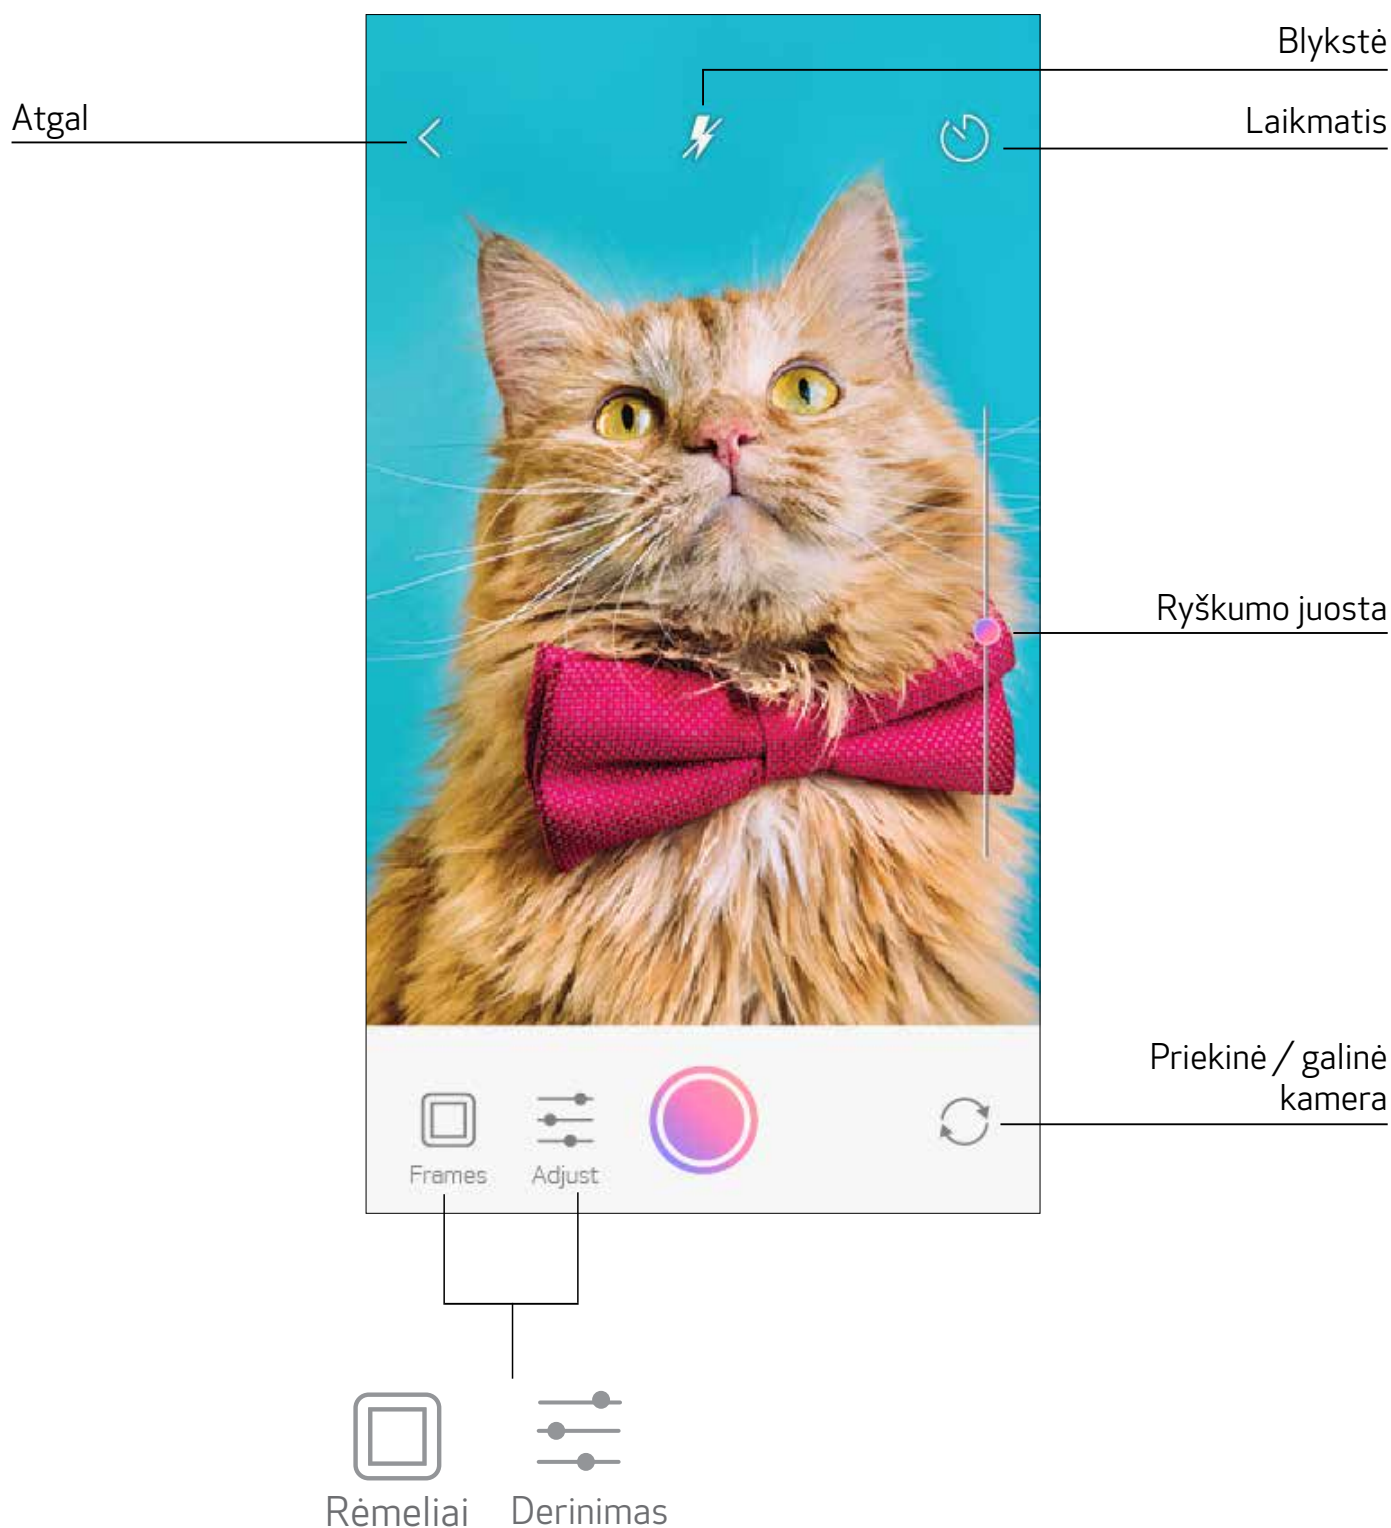 Blykstė
Atgal
Laikmatis
Ryškumo juosta
Priekinė / galinė
kamera
Frames
Adjust
Rėmeliai
Derinimas